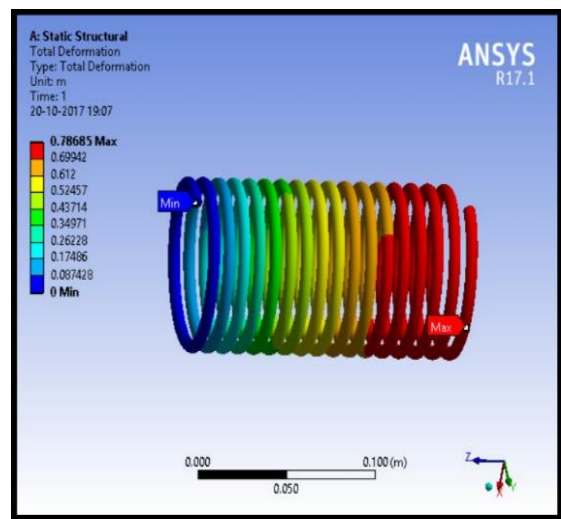 A: Static Structural
Total Deformation
Type: Total Deformation
Unit: m
Time: 1
20-10-2017 19:07
ANSYS
R17.1
0.78685 Max
0.69942
0.612
0.52457
0.43714
0.34971
0.26228
0.17486
0.087428
0 Min
Min
Max
0.000
0.100 (m)
0.050
Z
X
Y